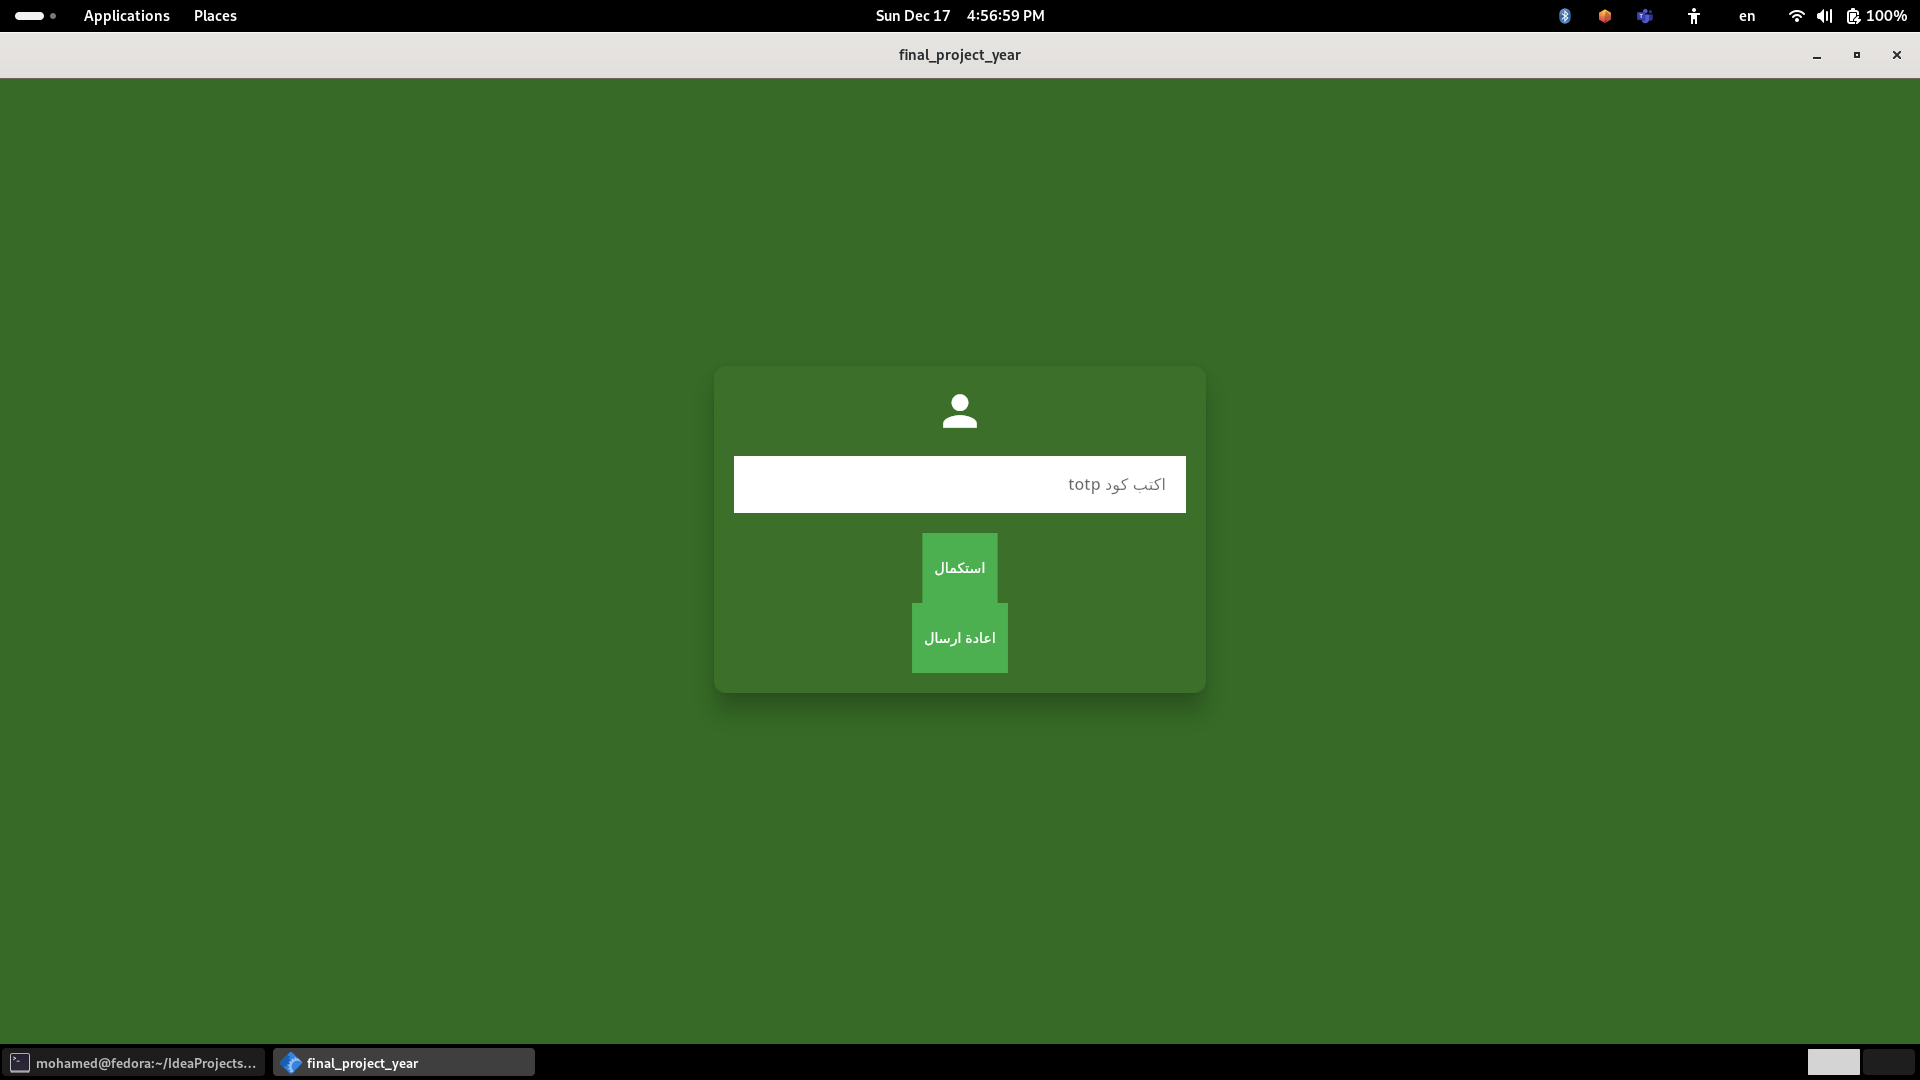 Applications Places Sun Dec 17 4:56:59 PM en 100%
final_project_year
اكتب كود totp
استكمال
اعادة ارسال
mohamed@fedora:~/IdeaProjects... final_project_year